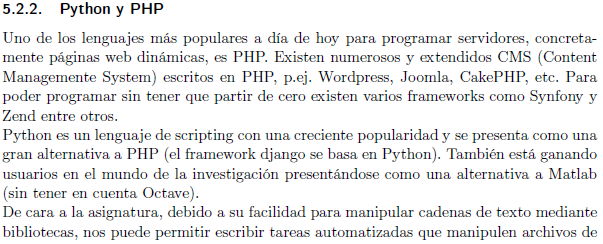 5.2.2. Python y PHP
Uno de los lenguajes más populares a día de hoy para programar servidores, concreta-
mente páginas web dinámicas, es PHP. Existen numerosos y extendidos CMS (Content
Managemente System) escritos en PHP, p.ej. Wordpress, Joomla, CakePHP, etc. Para
poder programar sin tener que partir de cero existen varios frameworks como Synfony y
Zend entre otros.
Python es un lenguaje de scripting con una creciente popularidad y se presenta como una
gran alternativa a PHP (el framework django se basa en Python). También está ganando
usuarios en el mundo de la investigación presentándose como una alternativa a Matlab
(sin tener en cuenta Octave).
De cara a la asignatura, debido a su facilidad para manipular cadenas de texto mediante
bibliotecas, nos puede permitir escribir tareas automatizadas que manipulen archivos de